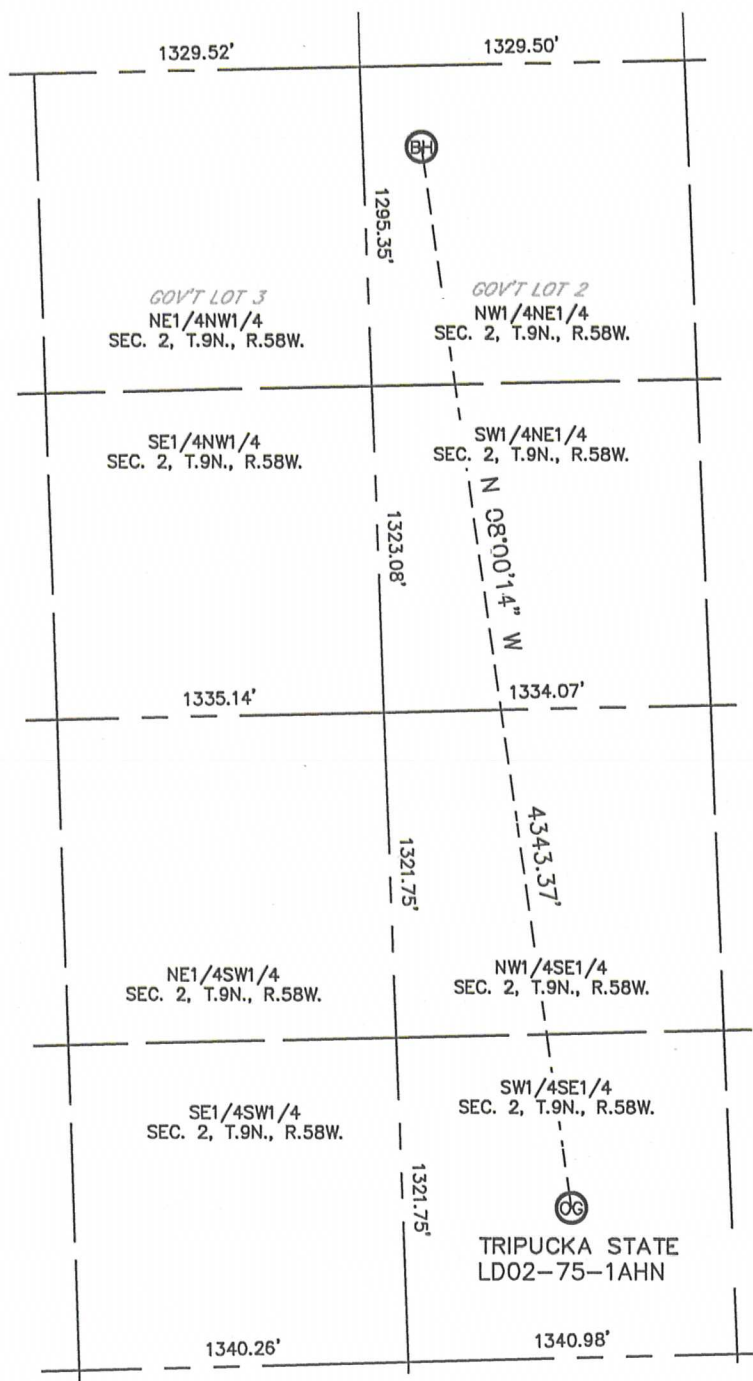 1329.52'
1329.50'
BH
1295.35'
GOV'T LOT 3
NE1/4NW1/4
SEC. 2, T.9N., R.58W.
GOV'T LOT 2
NW1/4NE1/4
SEC. 2, T.9N., R.58W.
SE1/4NW1/4
SEC. 2, T.9N., R.58W.
SW1/4NE1/4
SEC. 2, T.9N., R.58W.
N 08°00'14" W
1323.08'
1335.14'
1334.07'
4343.37'
1321.75'
NE1/4SW1/4
SEC. 2, T.9N., R.58W.
NW1/4SE1/4
SEC. 2, T.9N., R.58W.
SE1/4SW1/4
SEC. 2, T.9N., R.58W.
SW1/4SE1/4
SEC. 2, T.9N., R.58W.
1321.75'
OG
TRIPUCKA STATE
LD02-75-1AHN
1340.26'
1340.98'